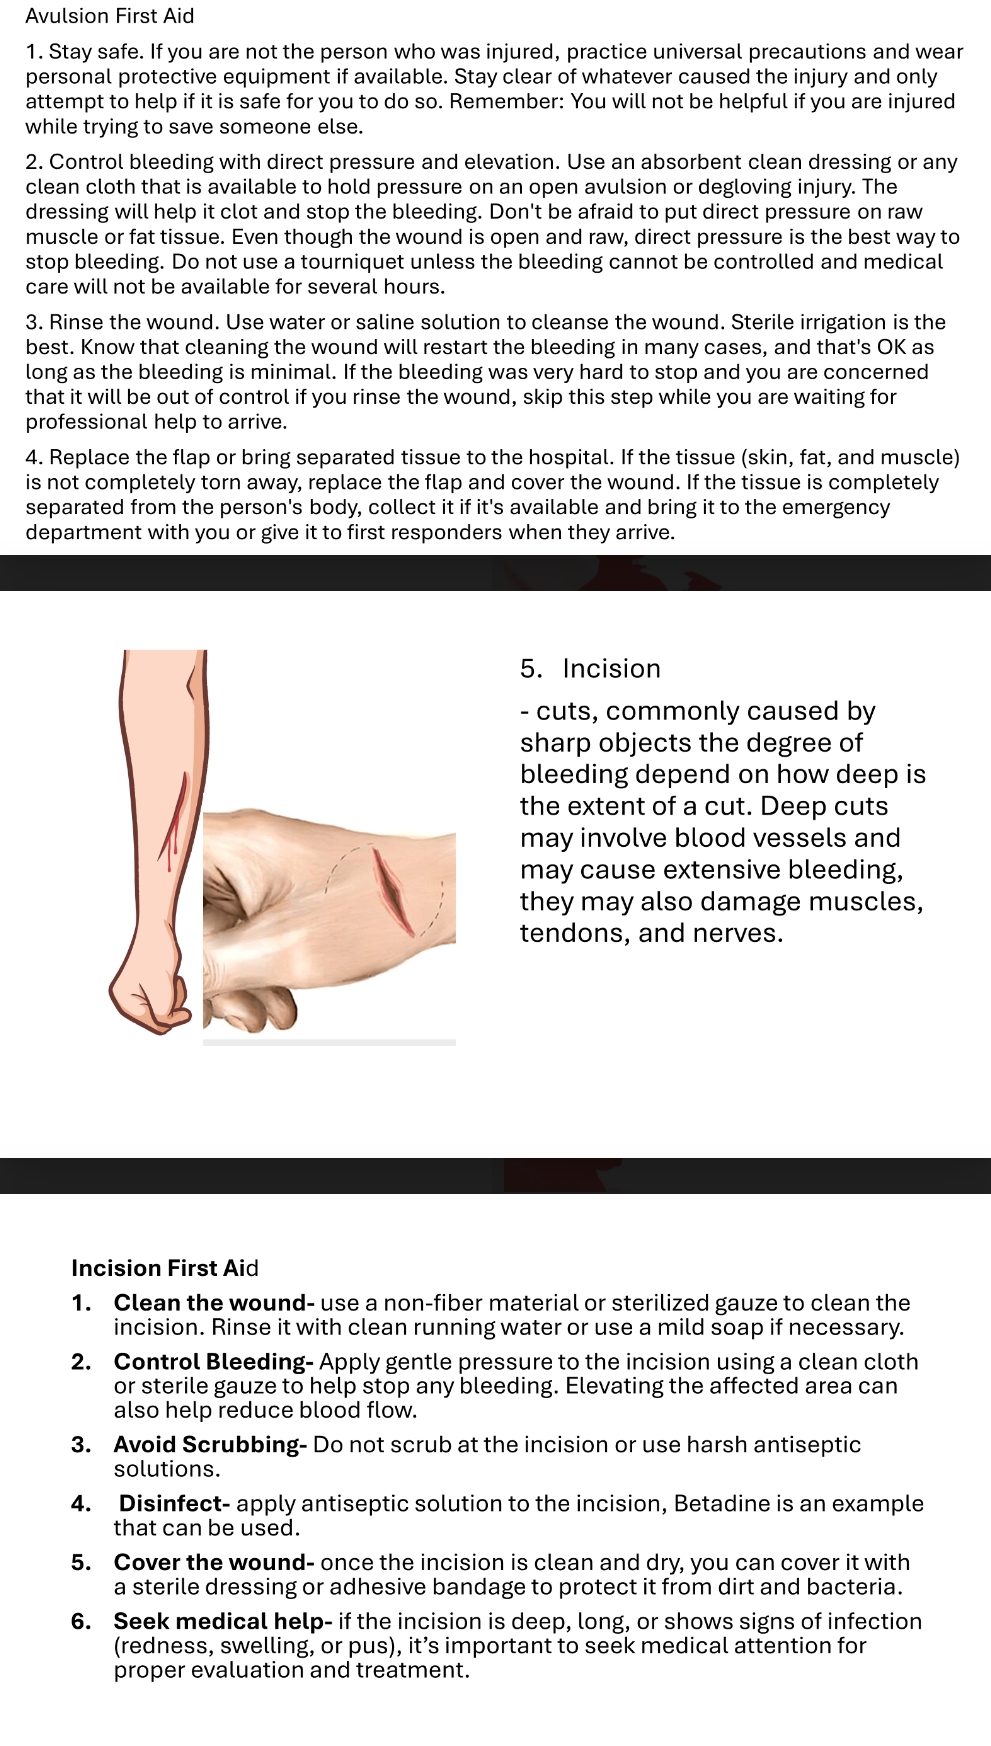 Avulsion First Aid
1. Stay safe. If you are not the person who was injured, practice universal precautions and wear
personal protective equipment if available. Stay clear of whatever caused the injury and only
attempt to help if it is safe for you to do so. Remember: You will not be helpful if you are injured
while trying to save someone else.
2. Control bleeding with direct pressure and elevation. Use an absorbent clean dressing or any
clean cloth that is available to hold pressure on an open avulsion or degloving injury. The
dressing will help it clot and stop the bleeding. Don't be afraid to put direct pressure on raw
muscle or fat tissue. Even though the wound is open and raw, direct pressure is the best way to
stop bleeding. Do not use a tourniquet unless the bleeding cannot be controlled and medical
care will not be available for several hours.
3. Rinse the wound. Use water or saline solution to cleanse the wound. Sterile irrigation is the
best. Know that cleaning the wound will restart the bleeding in many cases, and that's OK as
long as the bleeding is minimal. If the bleeding was very hard to stop and you are concerned
that it will be out of control if you rinse the wound, skip this step while you are waiting for
professional help to arrive.
4. Replace the flap or bring separated tissue to the hospital. If the tissue (skin, fat, and muscle)
is not completely torn away, replace the flap and cover the wound. If the tissue is completely
separated from the person's body, collect it if it's available and bring it to the emergency
department with you or give it to first responders when they arrive.
5. Incision
- cuts, commonly caused by
sharp objects the degree of
bleeding depend on how deep is
the extent of a cut. Deep cuts
may involve blood vessels and
may cause extensive bleeding,
they may also damage muscles,
tendons, and nerves.
Incision First Aid
1. Clean the wound- use a non-fiber material or sterilized gauze to clean the
incision. Rinse it with clean running water or use a mild soap if necessary.
2. Control Bleeding- Apply gentle pressure to the incision using a clean cloth
or sterile gauze to help stop any bleeding. Elevating the affected area can
also help reduce blood flow.
3. Avoid Scrubbing- Do not scrub at the incision or use harsh antiseptic
solutions.
4. Disinfect- apply antiseptic solution to the incision, Betadine is an example
that can be used.
5. Cover the wound- once the incision is clean and dry, you can cover it with
a sterile dressing or adhesive bandage to protect it from dirt and bacteria.
6. Seek medical help- if the incision is deep, long, or shows signs of infection
(redness, swelling, or pus), it’s important to seek medical attention for
proper evaluation and treatment.